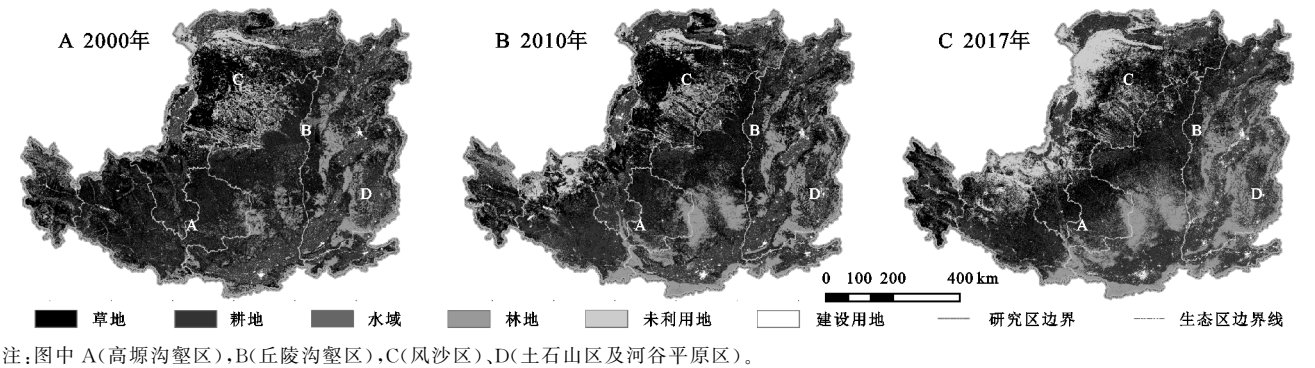 A 2000年
B 2010年
C 2017年
C
B
D
A
C
B
D
A
C
B
D
A
0 100 200 400 km
草地 耕地 水域 林地 未利用地 建设用地 研究区边界 生态区边界线
注:图中 A(高塬沟壑区),B(丘陵沟壑区),C(风沙区)、D(土石山区及河谷平原区)。